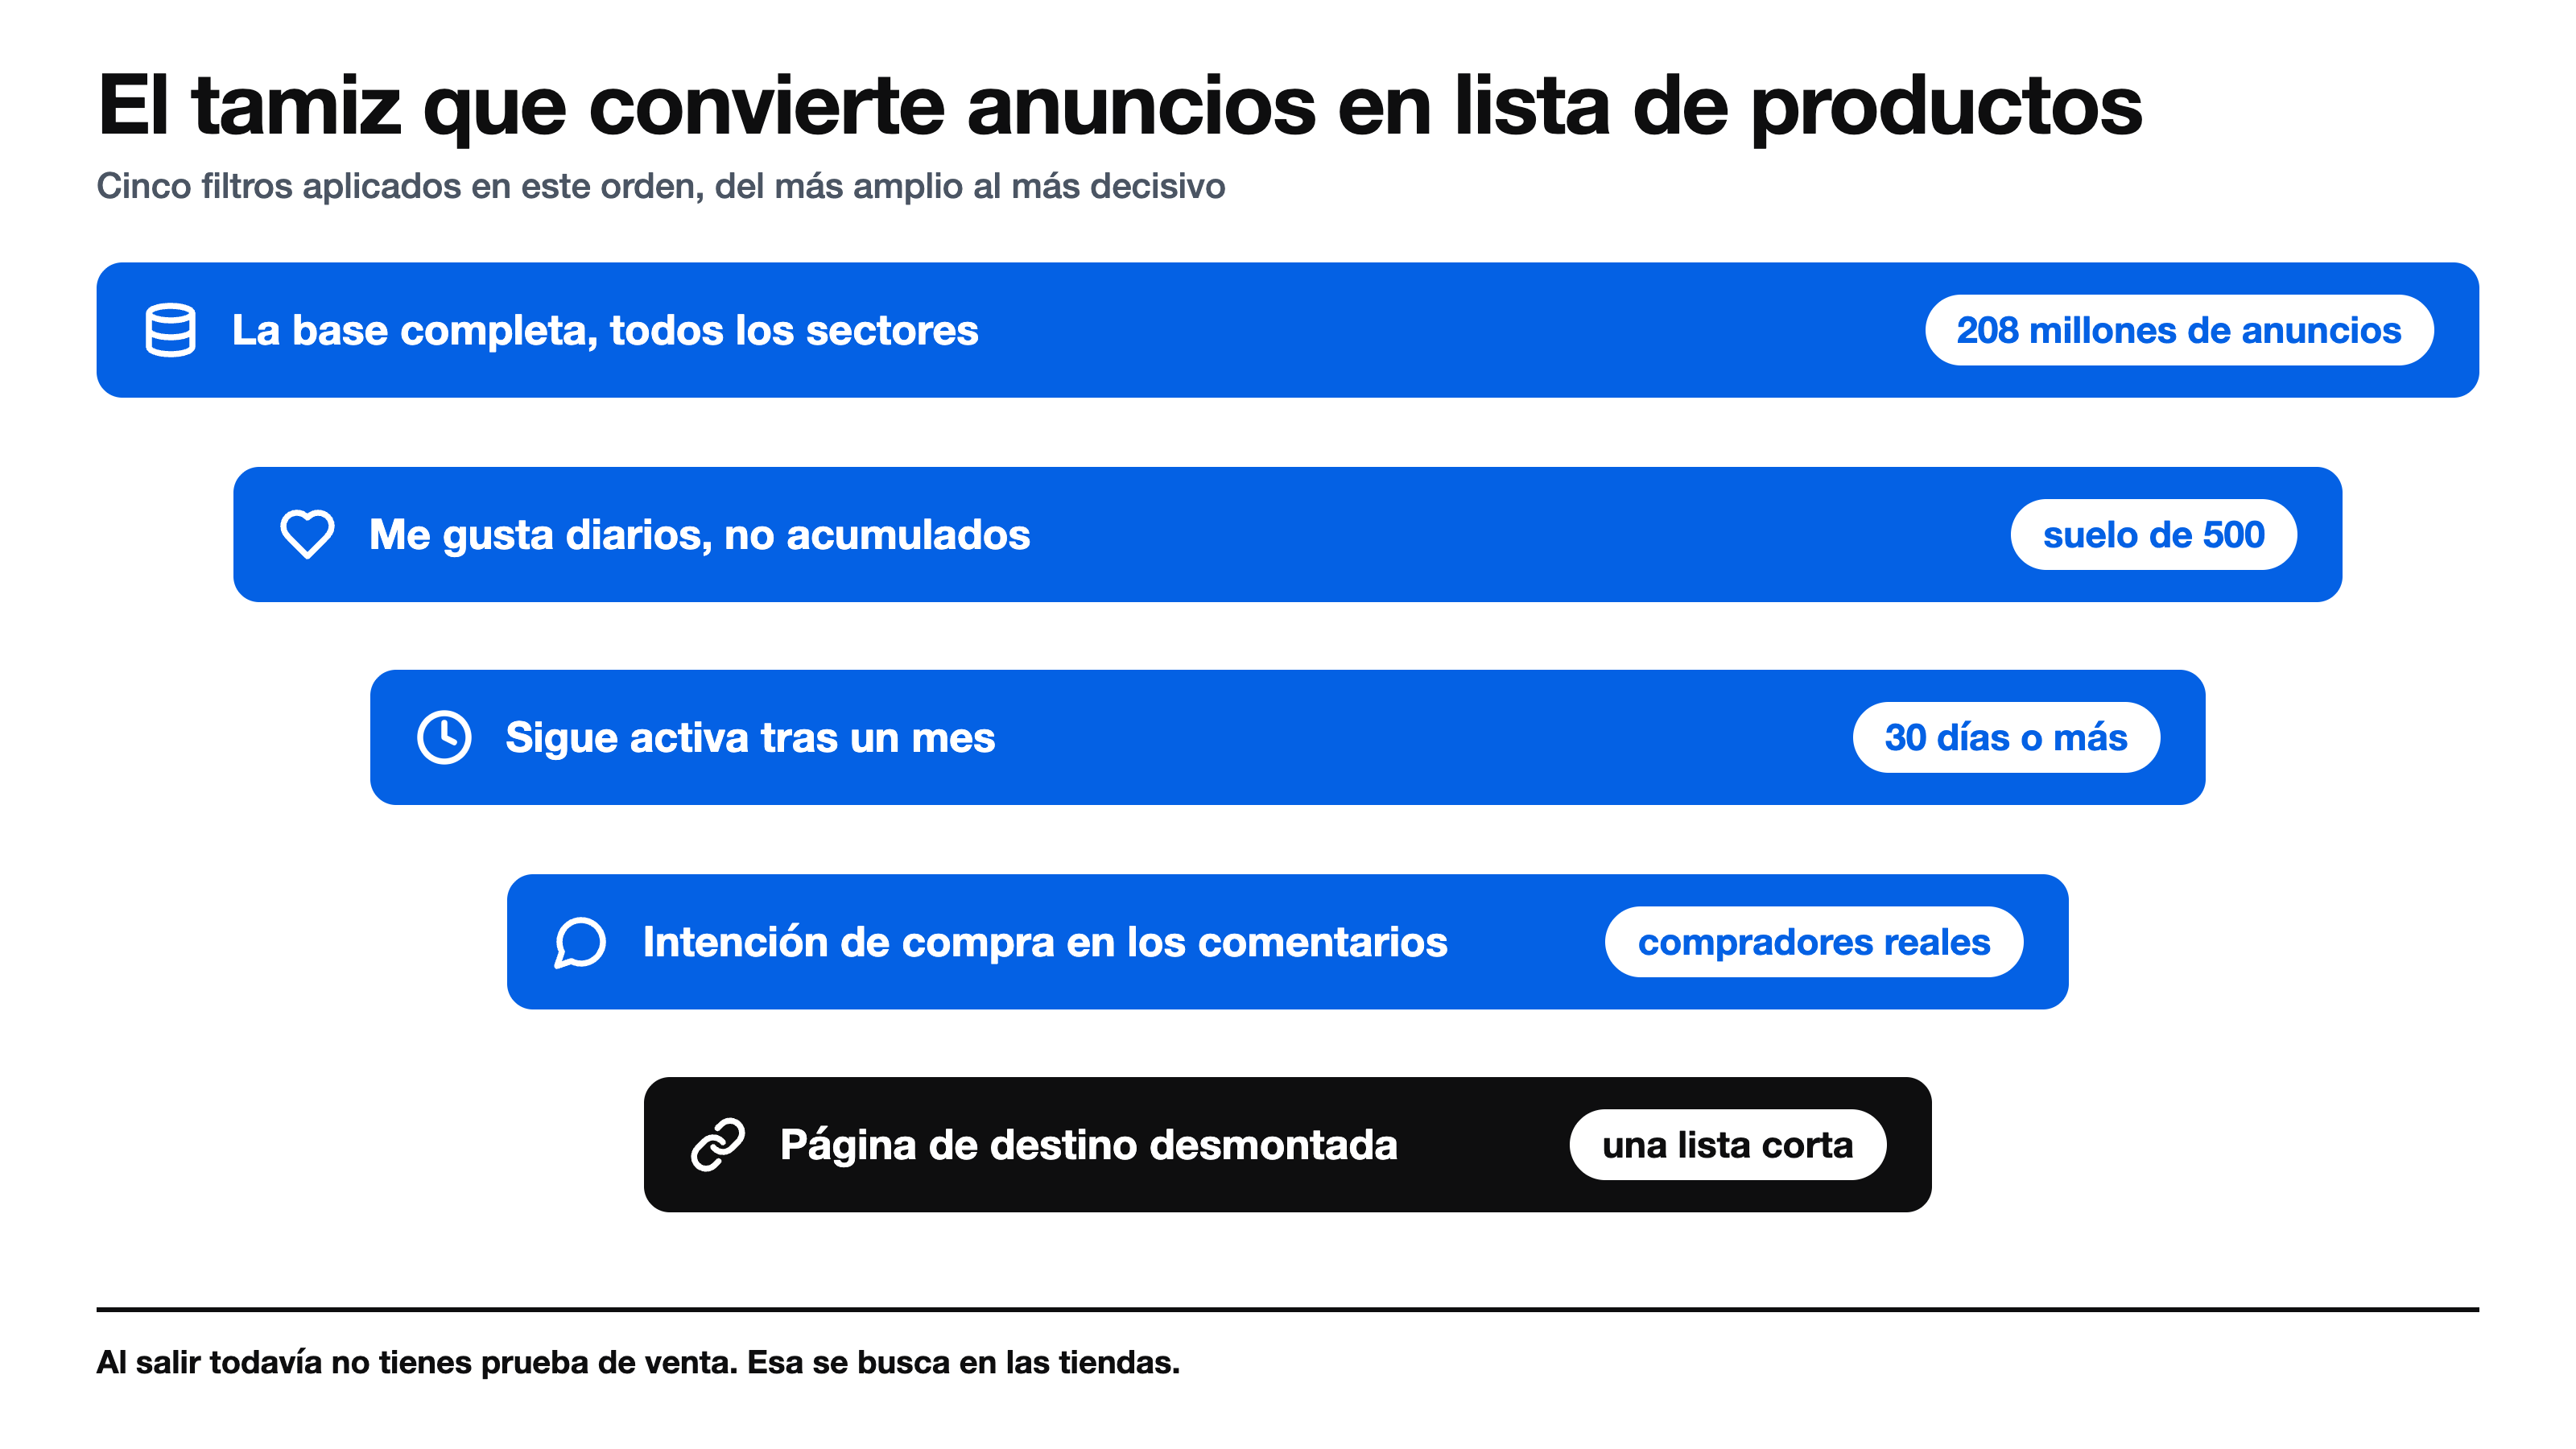 El tamiz que convierte anuncios en lista de productos
Cinco filtros aplicados en este orden, del más amplio al más decisivo
La base completa, todos los sectores
208 millones de anuncios
Me gusta diarios, no acumulados
suelo de 500
Sigue activa tras un mes
30 días o más
Intención de compra en los comentarios
compradores reales
Página de destino desmontada
una lista corta
Al salir todavía no tienes prueba de venta. Esa se busca en las tiendas.